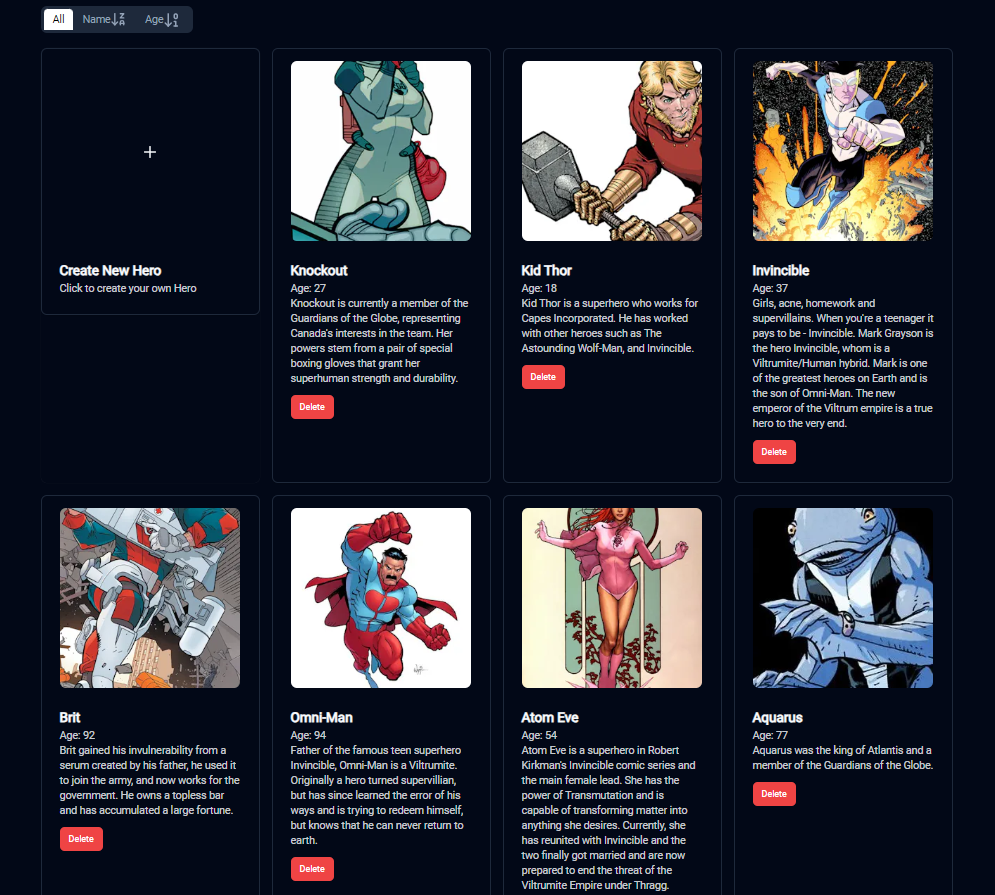 All Name Age
Create New Hero
Click to create your own Hero
Knockout
Age: 27
Knockout is currently a member of the
Guardians of the Globe, representing
Canada's interests in the team. Her
powers stem from a pair of special
boxing gloves that grant her
superhuman strength and durability.
Delete
Kid Thor
Age: 18
Kid Thor is a superhero who works for
Capes Incorporated. He has worked
with other heroes such as The
Astounding Wolf-Man, and Invincible.
Delete
Invincible
Age: 37
Girls, acne, homework and
supervillains. When you're a teenager it
pays to be - Invincible. Mark Grayson is
the hero Invincible, whom is a
Viltrumite/Human hybrid. Mark is one
of the greatest heroes on Earth and is
the son of Omni-Man. The new
emperor of the Viltrum empire is a true
hero to the very end.
Delete
Brit
Age: 92
Brit gained his invulnerability from a
serum created by his father, he used it
to join the army, and now works for the
government. He owns a topless bar
and has accumulated a large fortune.
Delete
Omni-Man
Age: 94
Father of the famous teen superhero
Invincible, Omni-Man is a Viltrumite.
Originally a hero turned supervillian,
but has since learned the error of his
ways and is trying to redeem himself,
but knows that he can never return to
earth.
Delete
Atom Eve
Age: 54
Atom Eve is a superhero in Robert
Kirkman's Invincible comic series and
the main female lead. She has the
power of Transmutation and is
capable of transforming matter into
anything she desires. Currently, she
has reunited with Invincible and the
two finally got married and are now
prepared to end the threat of the
Viltrumite Empire under Thragg.
Aquarus
Age: 77
Aquarus was the king of Atlantis and a
member of the Guardians of the Globe.
Delete